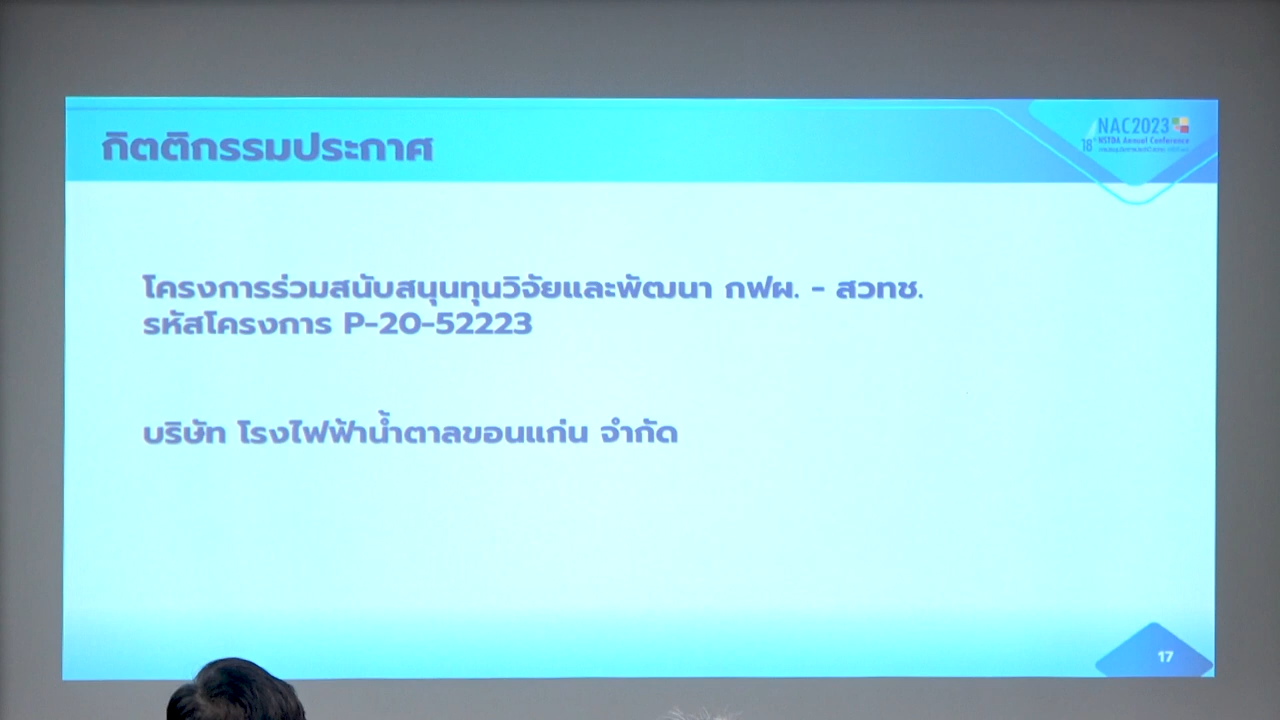 กิตติกรรมประกาศ
NAC2023
18th NSTDA Annual Conference
โครงการร่วมสนับสนุนทุนวิจัยและพัฒนา กฟผ. - สวทช.
รหัสโครงการ P-20-52223
บริษัท โรงไฟฟ้าน้ำตาลขอนแก่น จำกัด
17